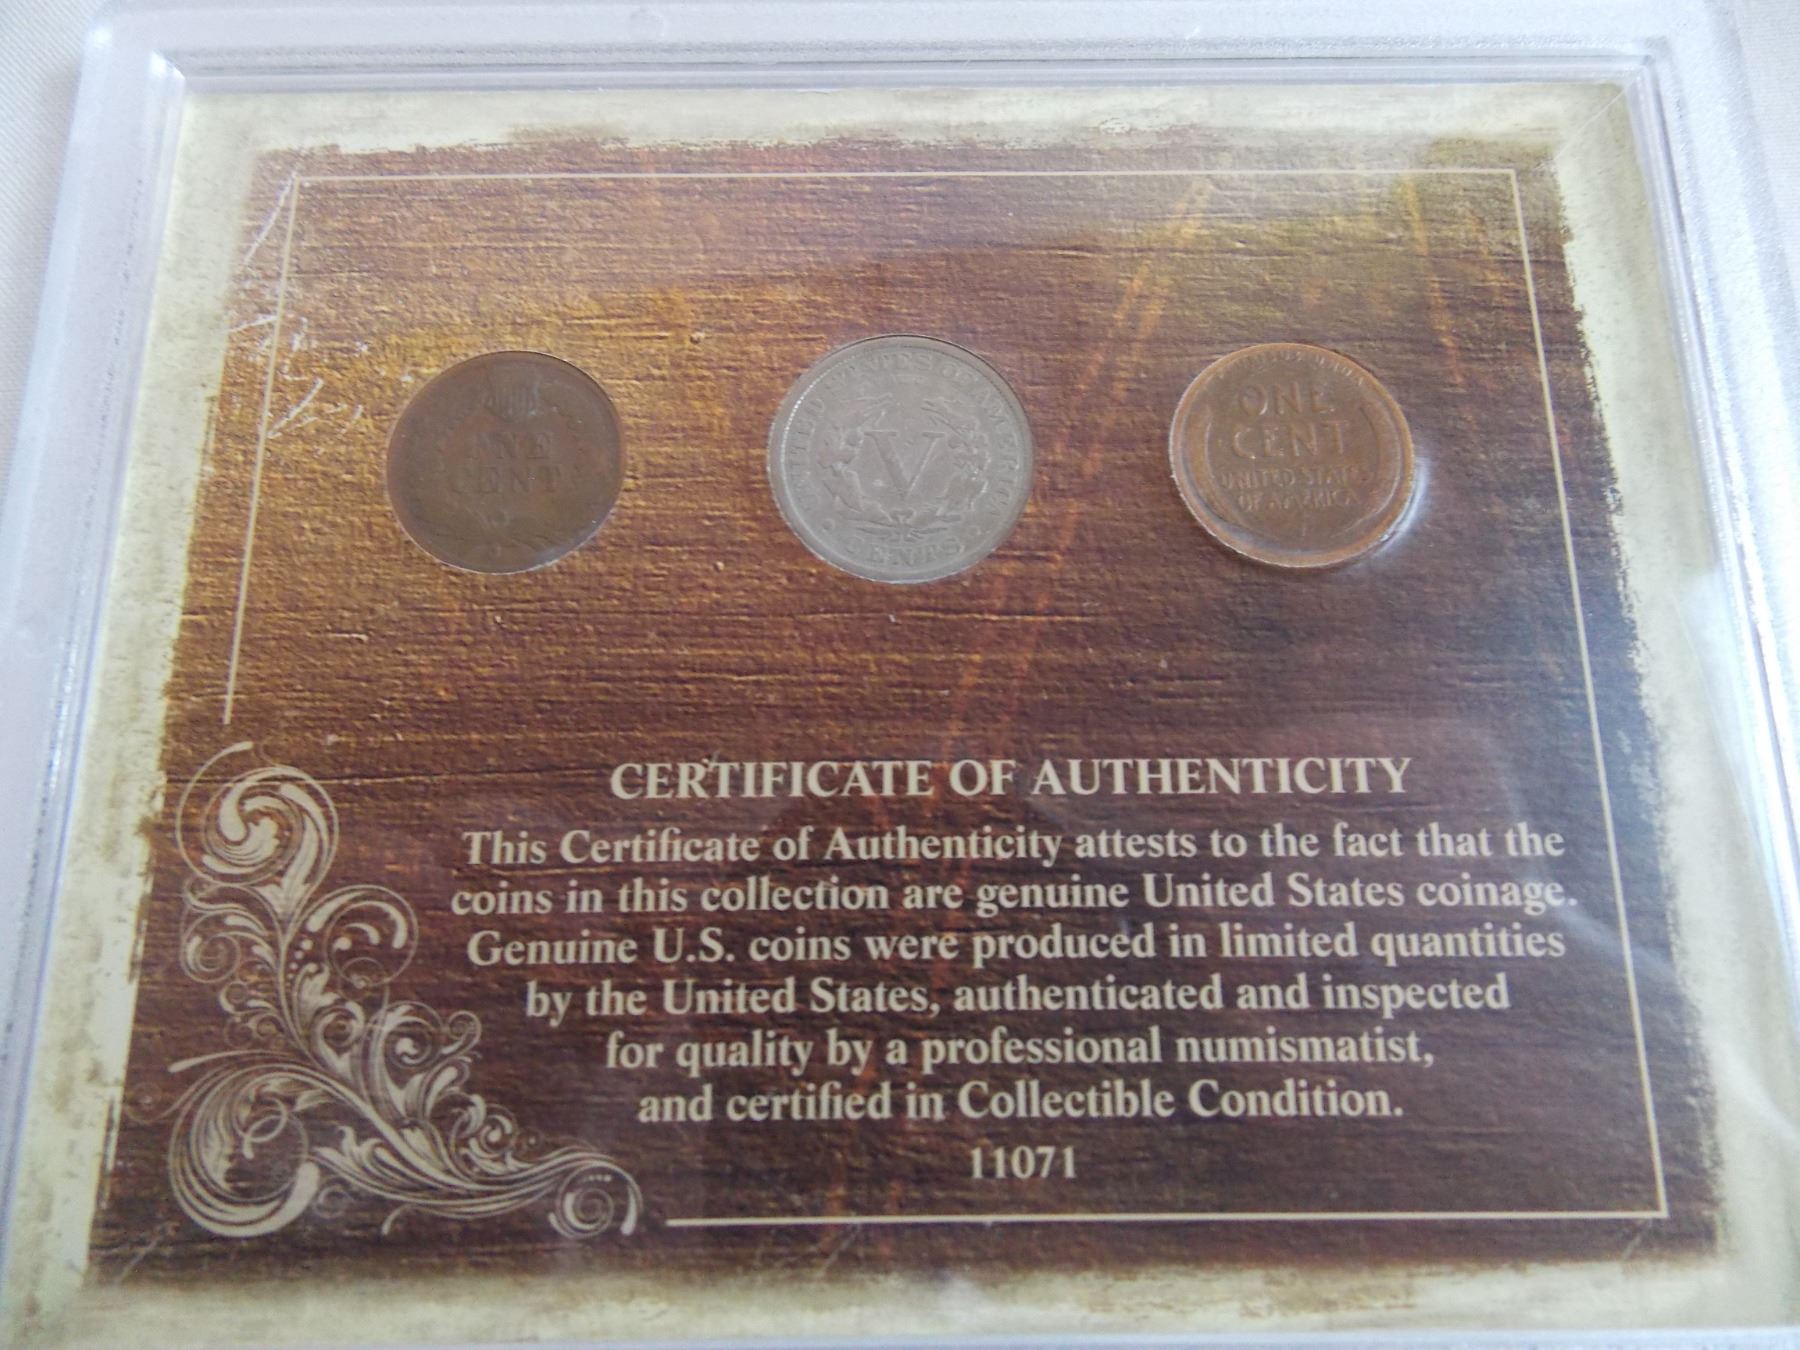 ONE
CENT
UNITED STATES OF AMERICA
V
CENTS
ONE
CENT
UNITED STATES
OF AMERICA
CERTIFICATE OF AUTHENTICITY
This Certificate of Authenticity attests to the fact that the
coins in this collection are genuine United States coinage.
Genuine U.S. coins were produced in limited quantities
by the United States, authenticated and inspected
for quality by a professional numismatist,
and certified in Collectible Condition.
11071